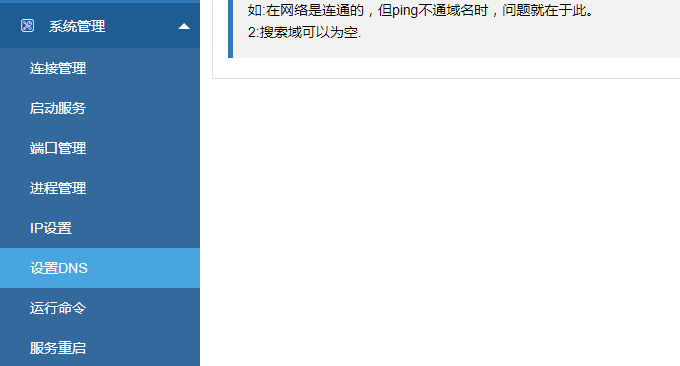 系统管理
连接管理
启动服务
端口管理
进程管理
IP设置
设置DNS
运行命令
服务重启
如:在网络是连通的，但ping不通域名时，问题就在于此。
2:搜索域可以为空.